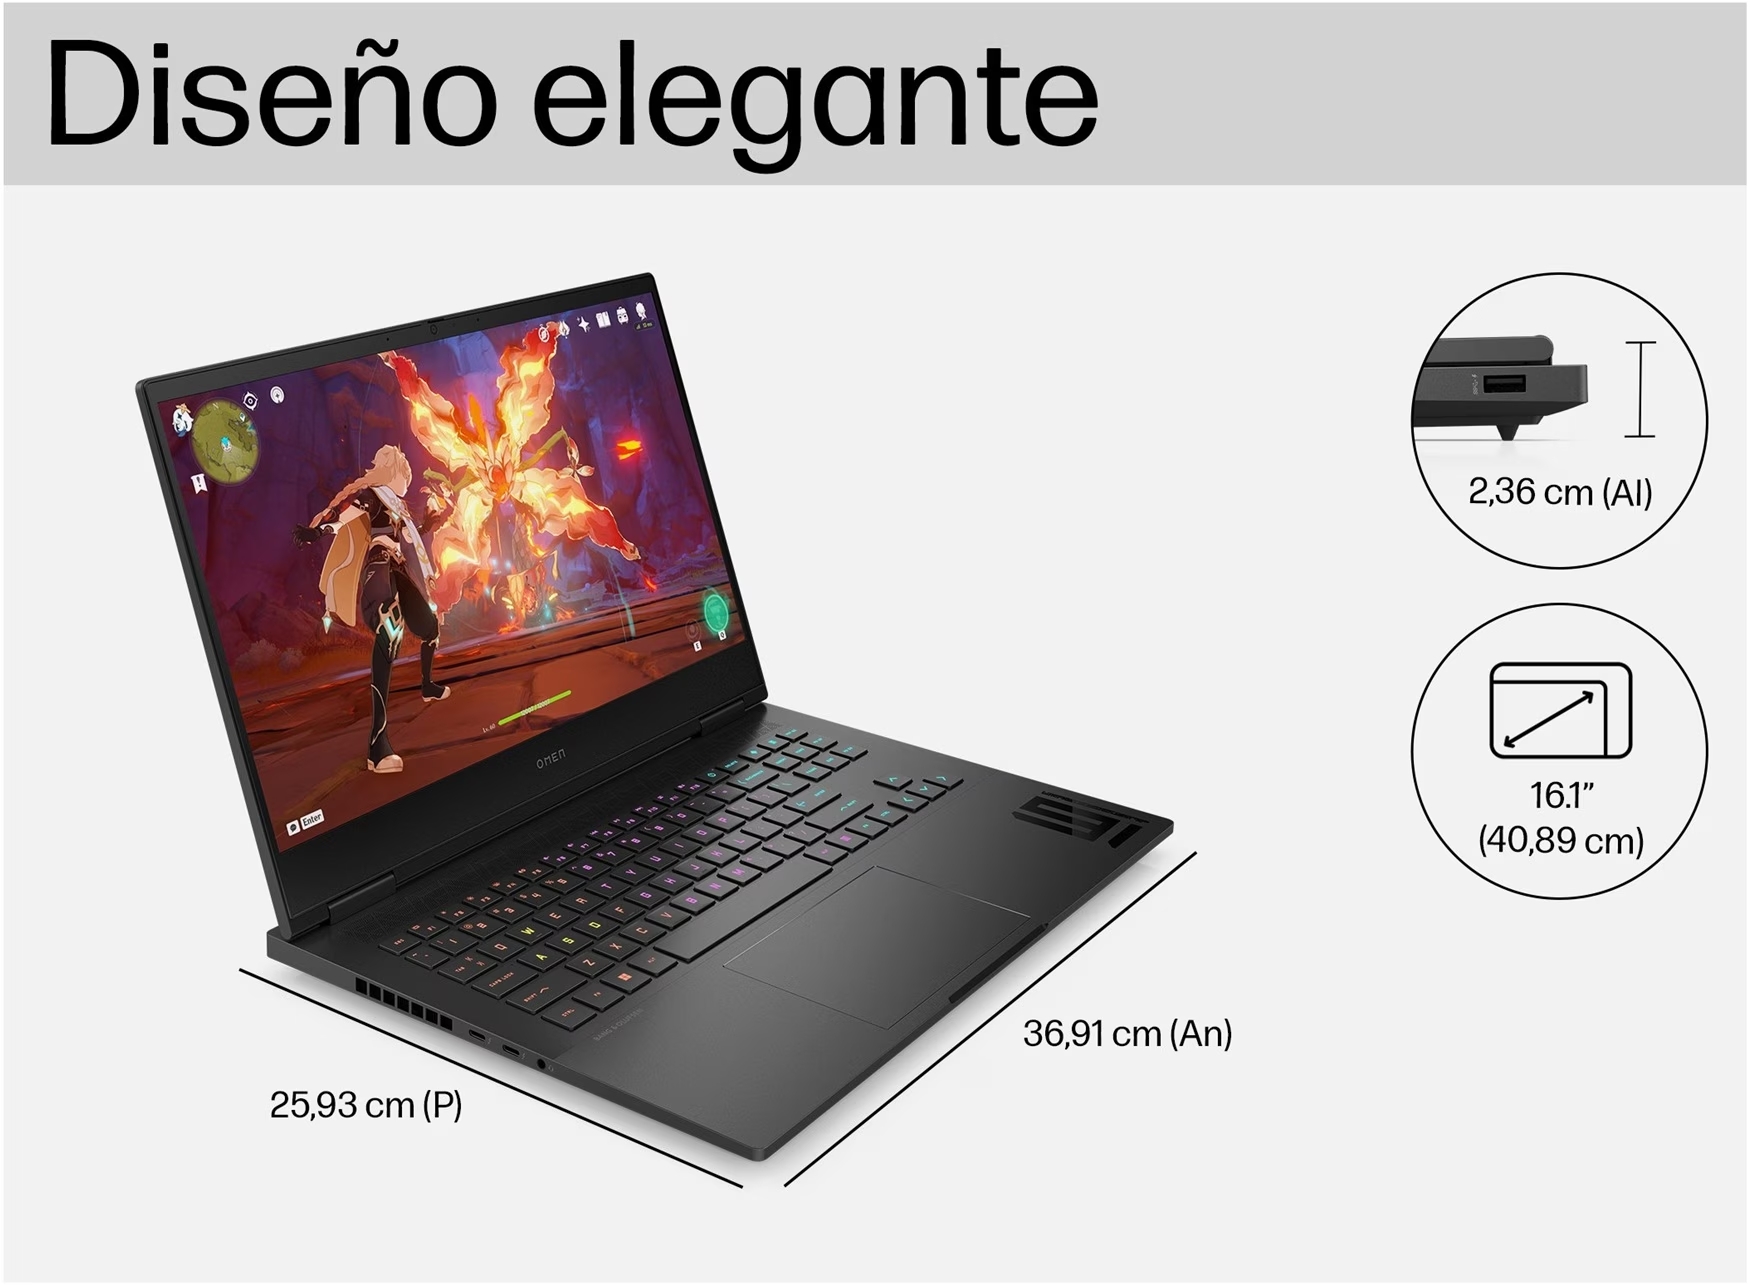 Diseño elegante
2,36 cm (Al)
16.1”
(40,89 cm)
OMEN
Enter
36,91 cm (An)
25,93 cm (P)